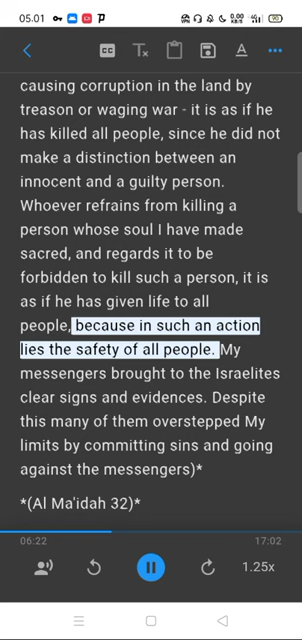 05.01
0.00
KB/S
4G
90
CC
causing corruption in the land by
treason or waging war - it is as if he
has killed all people, since he did not
make a distinction between an
innocent and a guilty person.
Whoever refrains from killing a
person whose soul I have made
sacred, and regards it to be
forbidden to kill such a person, it is
as if he has given life to all
people, because in such an action
lies the safety of all people. My
messengers brought to the Israelites
clear signs and evidences. Despite
this many of them overstepped My
limits by committing sins and going
against the messengers)*
*(Al Ma'idah 32)*
06:22
17:02
1.25x